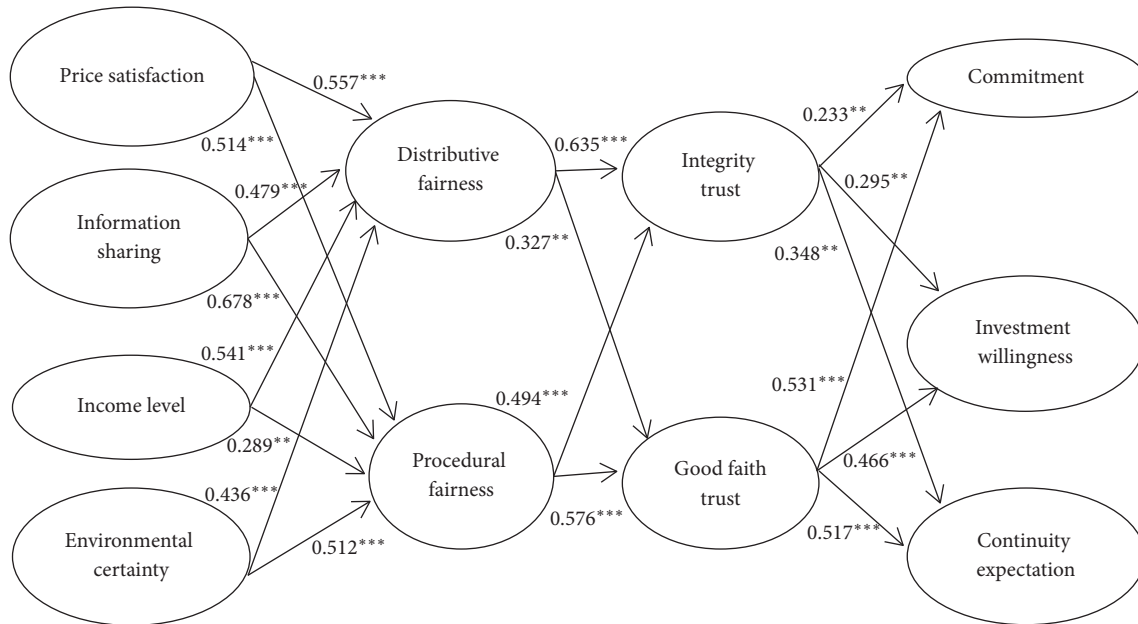 Price satisfaction
Information
sharing
Income level
Environmental
certainty
0.557***
0.514***
0.479***
0.678***
0.541***
0.289**
0.436***
0.512***
Distributive
fairness
Procedural
fairness
0.635***
0.327**
0.494***
0.576***
Integrity
trust
Good faith
trust
0.233**
0.295**
0.348**
0.531***
0.466***
0.517***
Commitment
Investment
willingness
Continuity
expectation